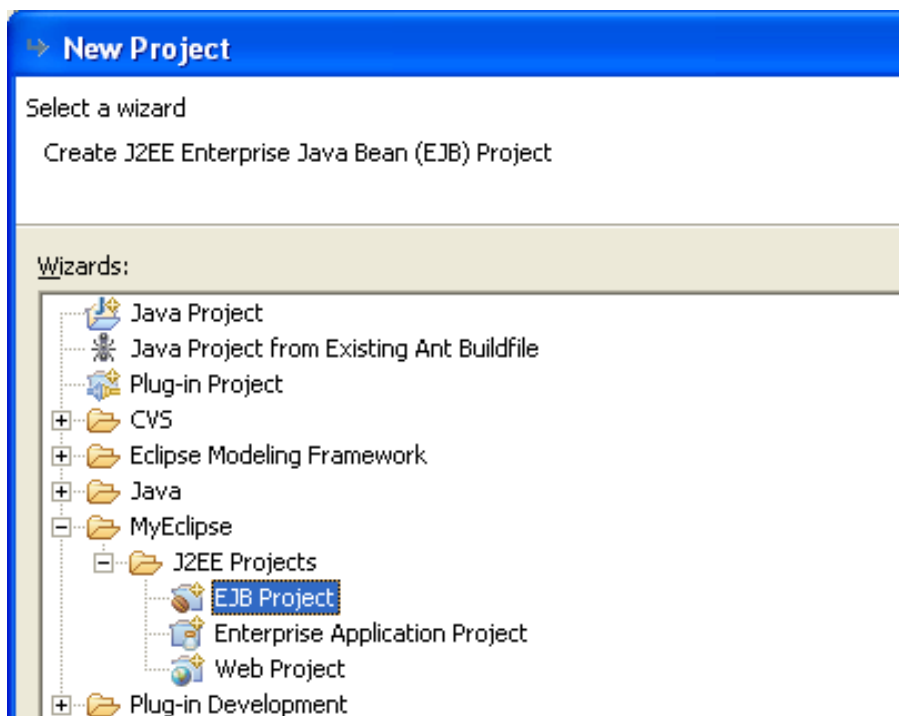 New Project
Select a wizard
Create J2EE Enterprise Java Bean (EJB) Project
Wizards:
Java Project
Java Project from Existing Ant Buildfile
Plug-in Project
CVS
Eclipse Modeling Framework
Java
MyEclipse
J2EE Projects
EJB Project
Enterprise Application Project
Web Project
Plug-in Development